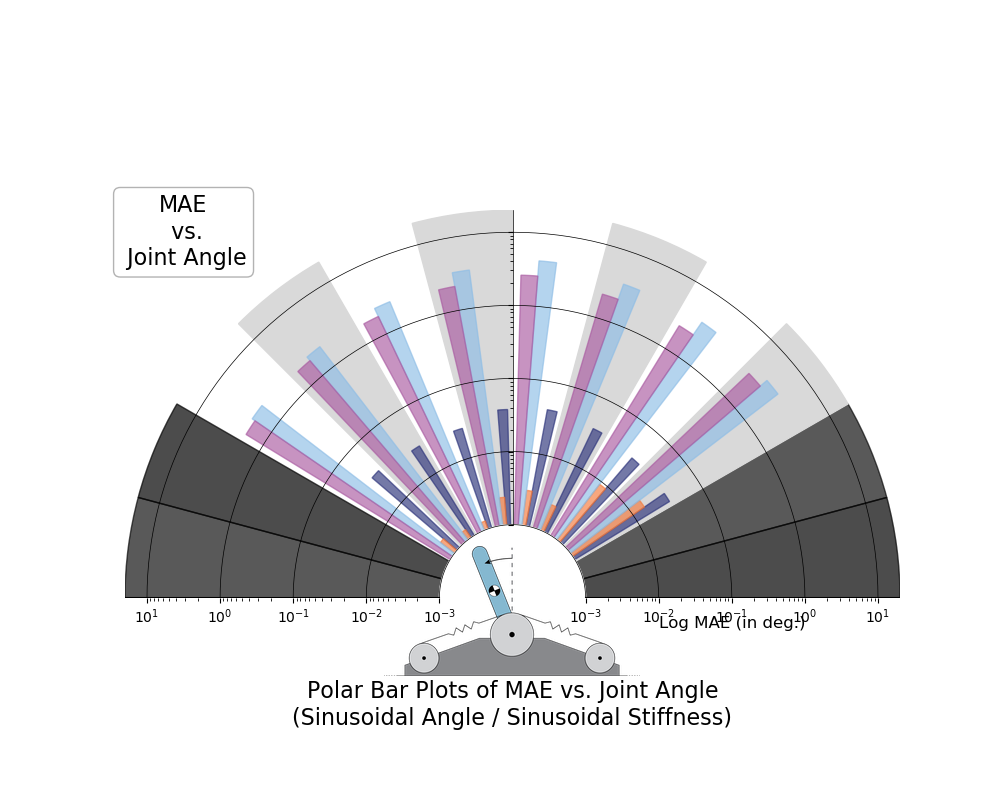 MAE
vs.
Joint Angle
10¹ 10⁰ 10⁻¹ 10⁻² 10⁻³ 10⁻³ 10⁻² 10⁻¹ 10⁰ 10¹
Log MAE (in deg.)
Polar Bar Plots of MAE vs. Joint Angle
(Sinusoidal Angle / Sinusoidal Stiffness)